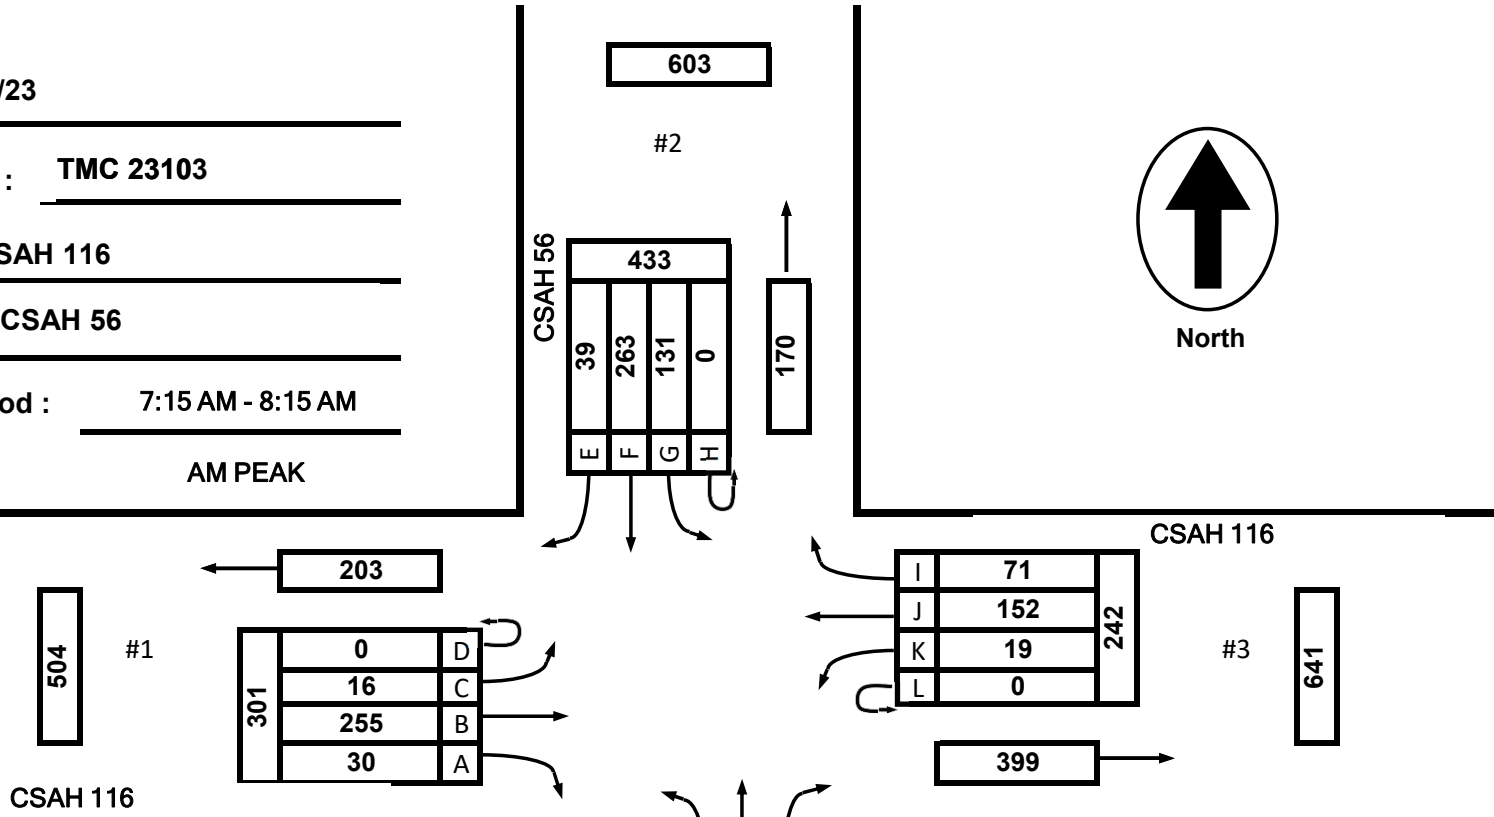 /23
: TMC 23103
SAH 116
CSAH 56
od : 7:15 AM - 8:15 AM
AM PEAK
603
#2
CSAH 56
433
39 263 131 0
170
E F G H
North
CSAH 116
203
504
#1
301
0 D
16 C
255 B
30 A
CSAH 116
I 71
J 152
K 19
L 0
242
#3
641
399